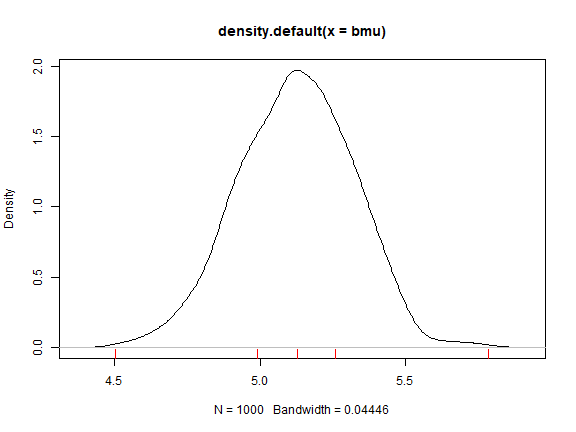 density.default(x = bmu)
Density
2.0
1.5
1.0
0.5
0.0
4.5 5.0 5.5
N = 1000 Bandwidth = 0.04446